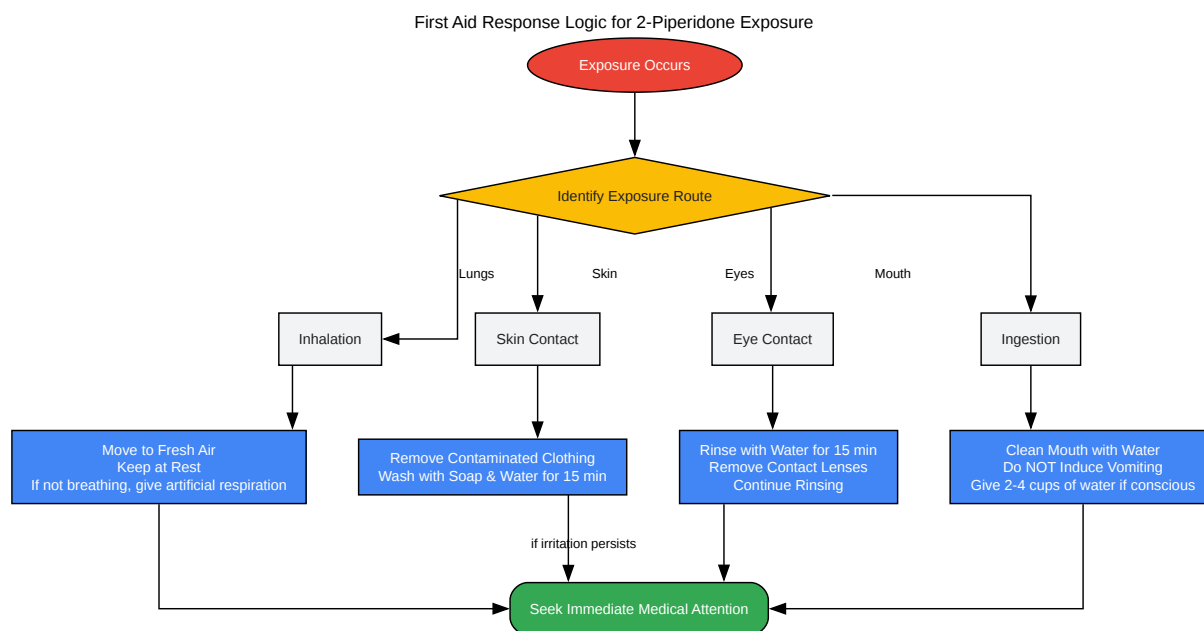 First Aid Response Logic for 2-Piperidone Exposure
Exposure Occurs
Identify Exposure Route
Lungs
Skin
Eyes
Mouth
Inhalation
Skin Contact
Eye Contact
Ingestion
Move to Fresh Air
Keep at Rest
If not breathing, give artificial respiration
Remove Contaminated Clothing
Wash with Soap & Water for 15 min
Rinse with Water for 15 min
Remove Contact Lenses
Continue Rinsing
Clean Mouth with Water
Do NOT Induce Vomiting
Give 2-4 cups of water if conscious
if irritation persists
Seek Immediate Medical Attention